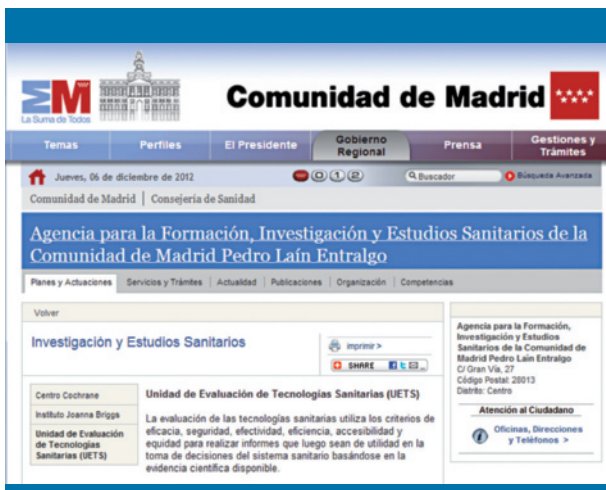 EM
La Suma de Todos
Comunidad de Madrid
Temas Perfiles El Presidente Gobierno Regional Prensa Gestiones y Trámites
Jueves, 06 de diciembre de 2012 0 1 2 Buscador Búsqueda Avanzada
Comunidad de Madrid | Consejería de Sanidad
Agencia para la Formación, Investigación y Estudios Sanitarios de la
Comunidad de Madrid Pedro Laín Entralgo
Planes y Actuaciones Servicios y Trámites Actualidad Publicaciones Organización Competencias
Volver
Investigación y Estudios Sanitarios
imprimir >
SHARE
Centro Cochrane
Instituto Joanna Briggs
Unidad de Evaluación
de Tecnologías
Sanitarias (UETS)
Unidad de Evaluación de Tecnologías Sanitarias (UETS)
La evaluación de las tecnologías sanitarias utiliza los criterios de
eficacia, seguridad, efectividad, eficiencia, accesibilidad y
equidad para realizar informes que luego sean de utilidad en la
toma de decisiones del sistema sanitario basándose en la
evidencia científica disponible.
Agencia para la Formación,
Investigación y Estudios
Sanitarios de la Comunidad de
Madrid Pedro Laín Entralgo
C/ Gran Vía, 27
Código Postal: 28013
Distrito: Centro
Atención al Ciudadano
Oficinas, Direcciones
y Teléfonos >